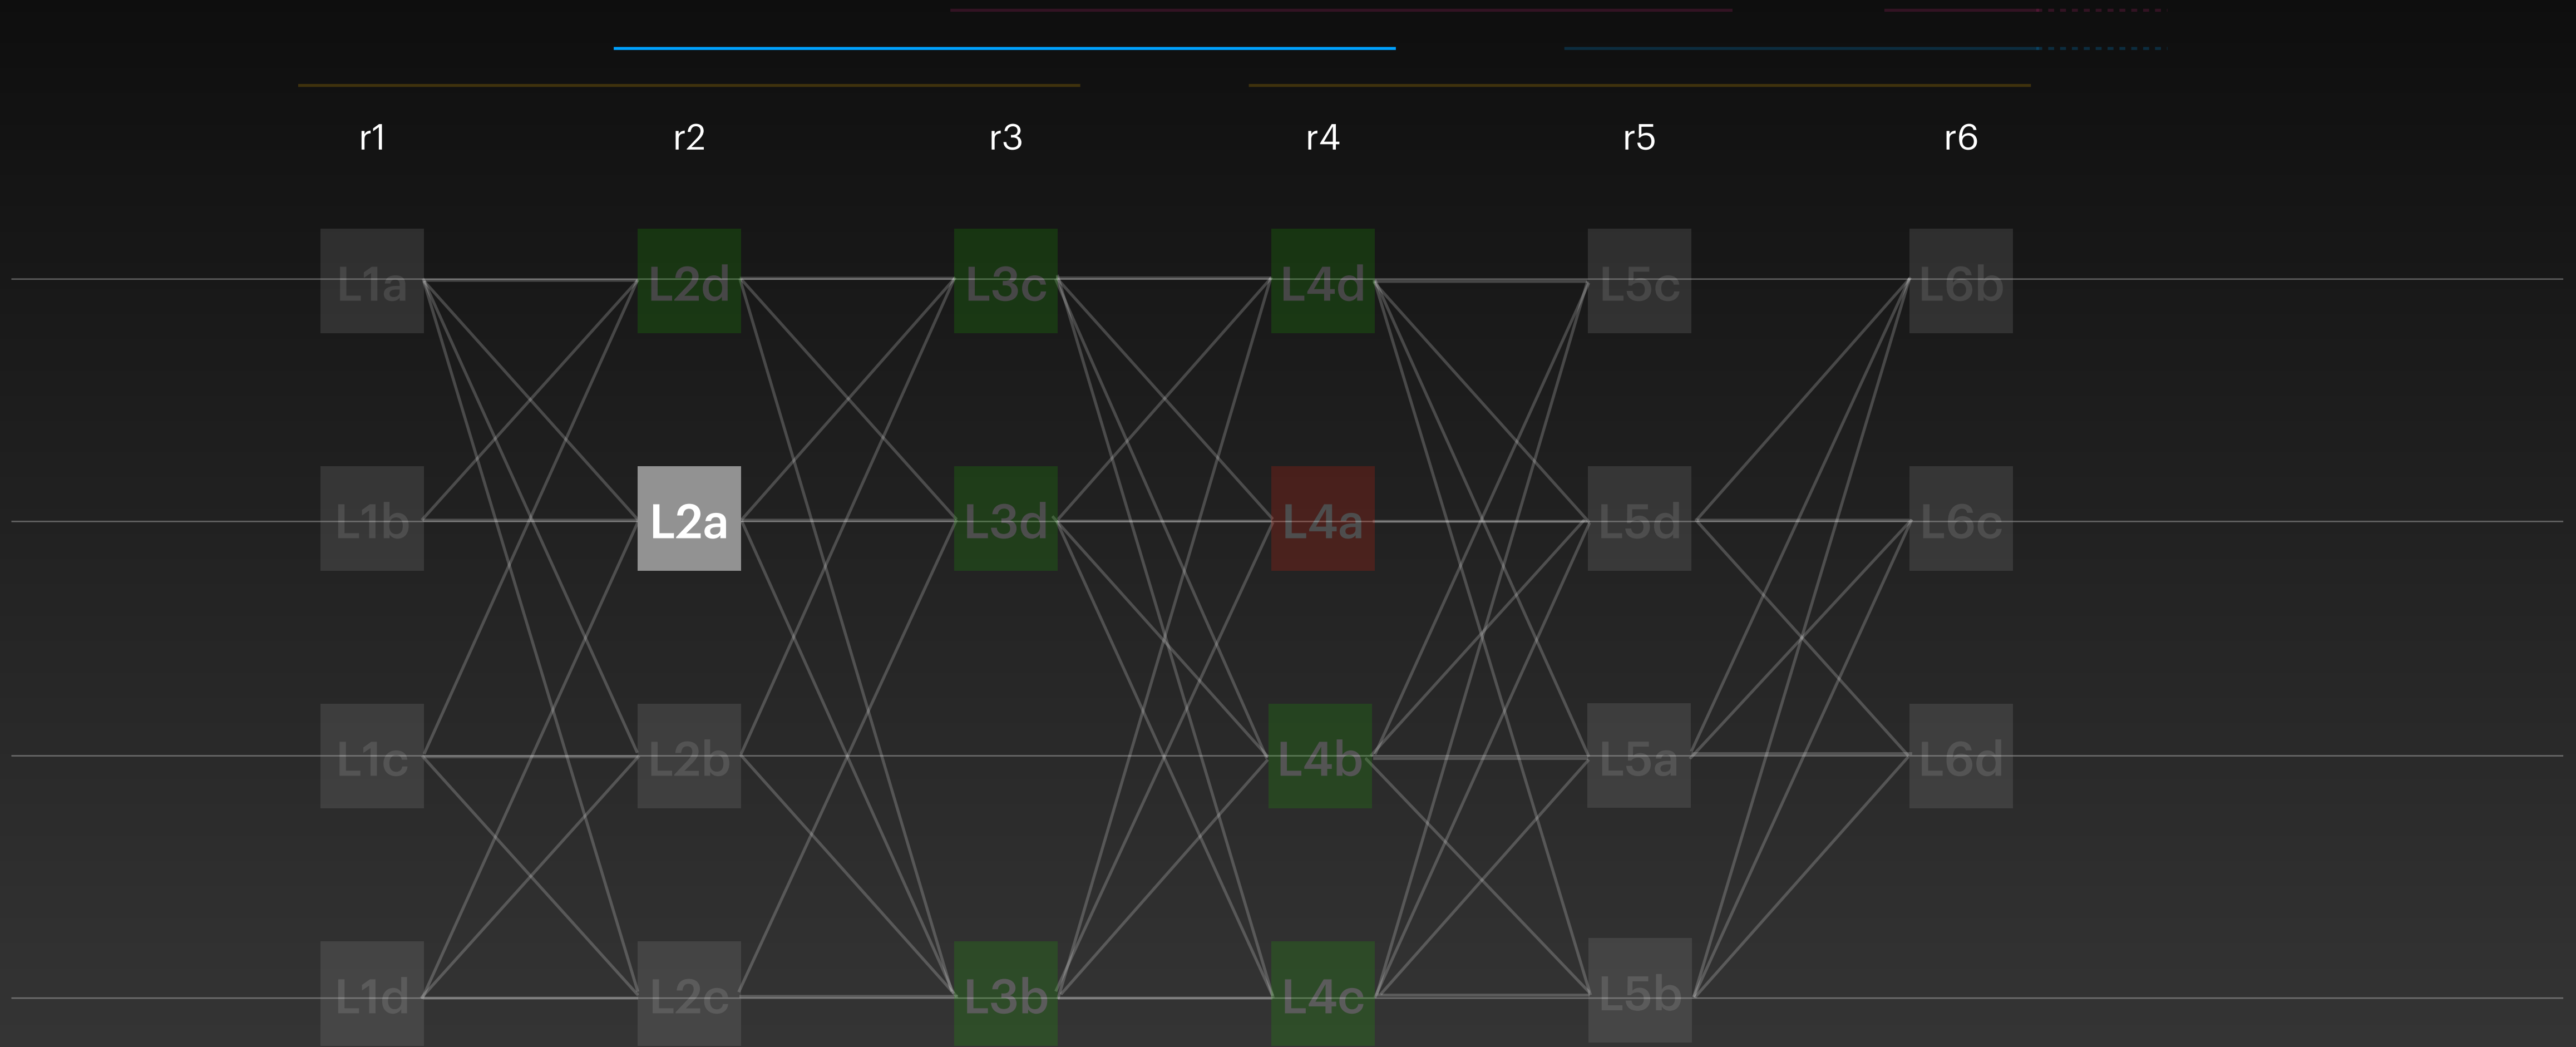 r1 r2 r3 r4 r5 r6
L1a L2d L3c L4d L5c L6b
L1b L2a L3d L4a L5d L6c
L1c L2b L4b L5a L6d
L1d L2c L3b L4c L5b